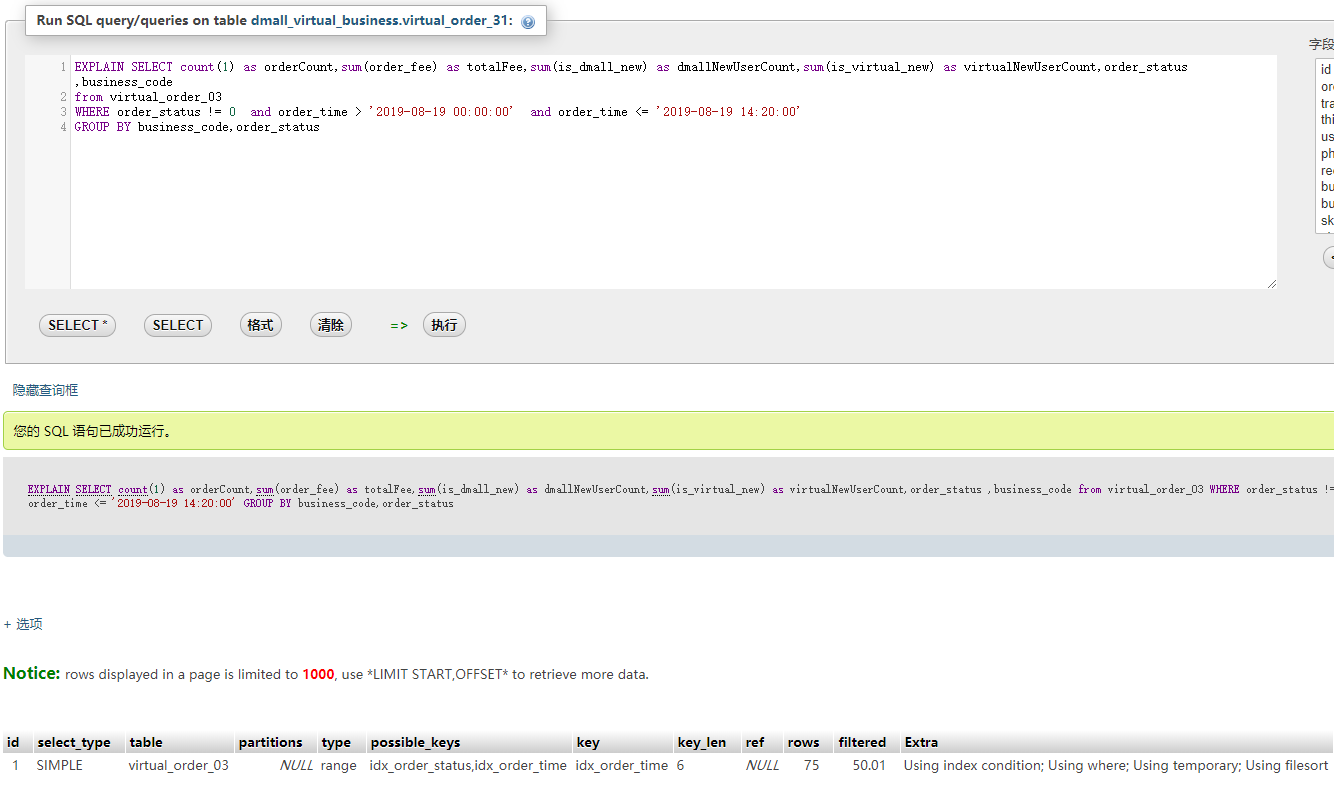 Run SQL query/queries on table dmall_virtual_business.virtual_order_31:
字段
1 EXPLAIN SELECT count(1) as orderCount,sum(order_fee) as totalFee,sum(is_dmall_new) as dmallNewUserCount,sum(is_virtual_new) as virtualNewUserCount,order_status
,business_code
2 from virtual_order_03
3 WHERE order_status != 0 and order_time > '2019-08-19 00:00:00' and order_time <= '2019-08-19 14:20:00'
4 GROUP BY business_code,order_status
id
or
tra
thi
us
ph
re
bu
bu
sk
SELECT * SELECT 格式 清除 => 执行
隐藏查询框
您的 SQL 语句已成功运行。
EXPLAIN SELECT count(1) as orderCount,sum(order_fee) as totalFee,sum(is_dmall_new) as dmallNewUserCount,sum(is_virtual_new) as virtualNewUserCount,order_status ,business_code from virtual_order_03 WHERE order_status !=
order_time <= '2019-08-19 14:20:00' GROUP BY business_code,order_status
+ 选项
Notice: rows displayed in a page is limited to 1000, use *LIMIT START,OFFSET* to retrieve more data.
id select_type table partitions type possible_keys key key_len ref rows filtered Extra
1 SIMPLE virtual_order_03 NULL range idx_order_status,idx_order_time idx_order_time 6 NULL 75 50.01 Using index condition; Using where; Using temporary; Using filesort